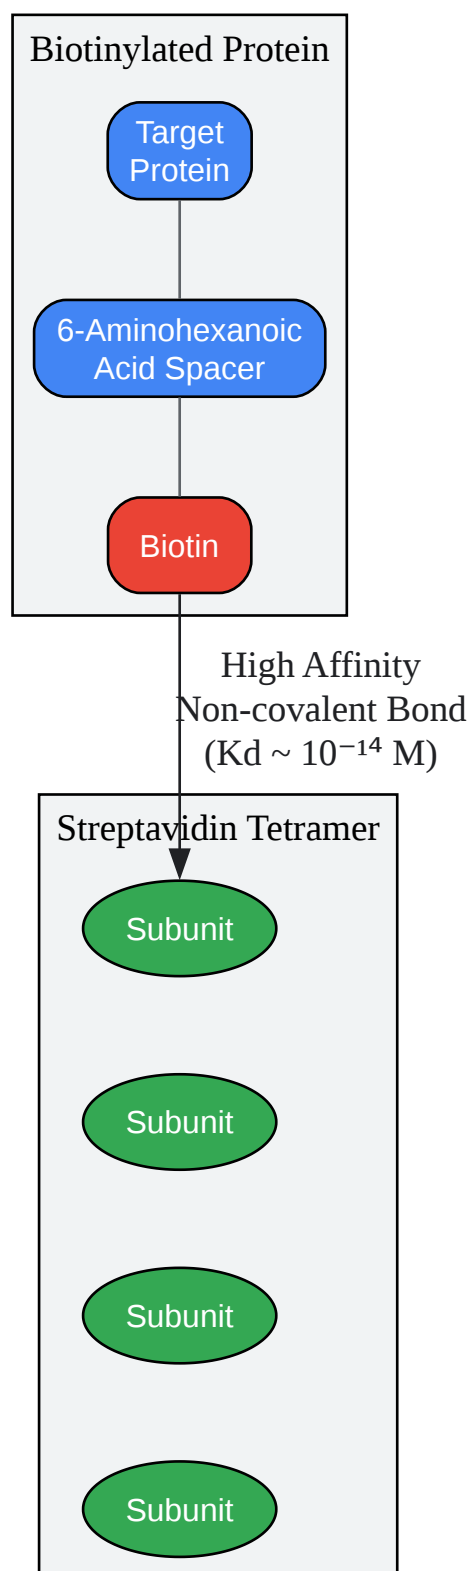 Biotinylated Protein
Target
Protein
6-Aminohexanoic
Acid Spacer
Biotin
High Affinity
Non-covalent Bond
(Kd ~ 10⁻¹⁴ M)
Streptavidin Tetramer
Subunit
Subunit
Subunit
Subunit